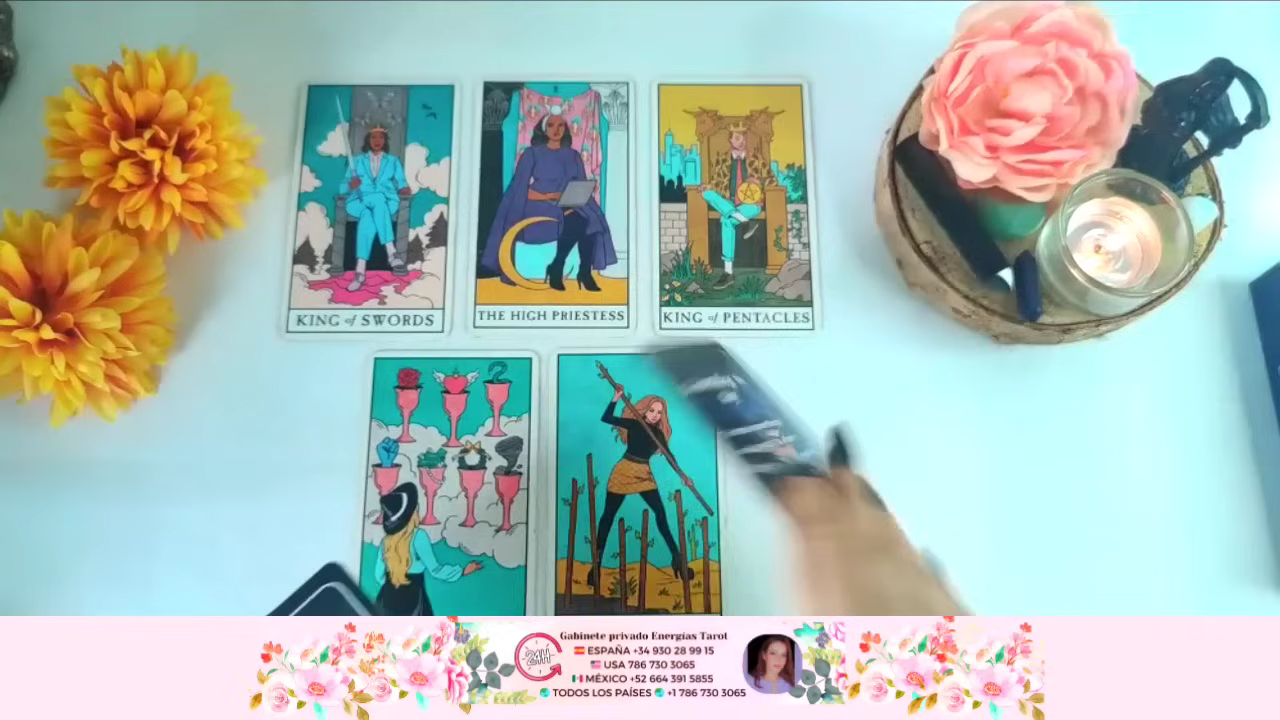 KING of SWORDS
THE HIGH PRIESTESS
KING of PENTACLES
24H
Gabinete privado Energías Tarot
ESPAÑA +34 930 28 99 15
USA 786 730 3065
MÉXICO +52 664 391 5855
TODOS LOS PAÍSES +1 786 730 3065